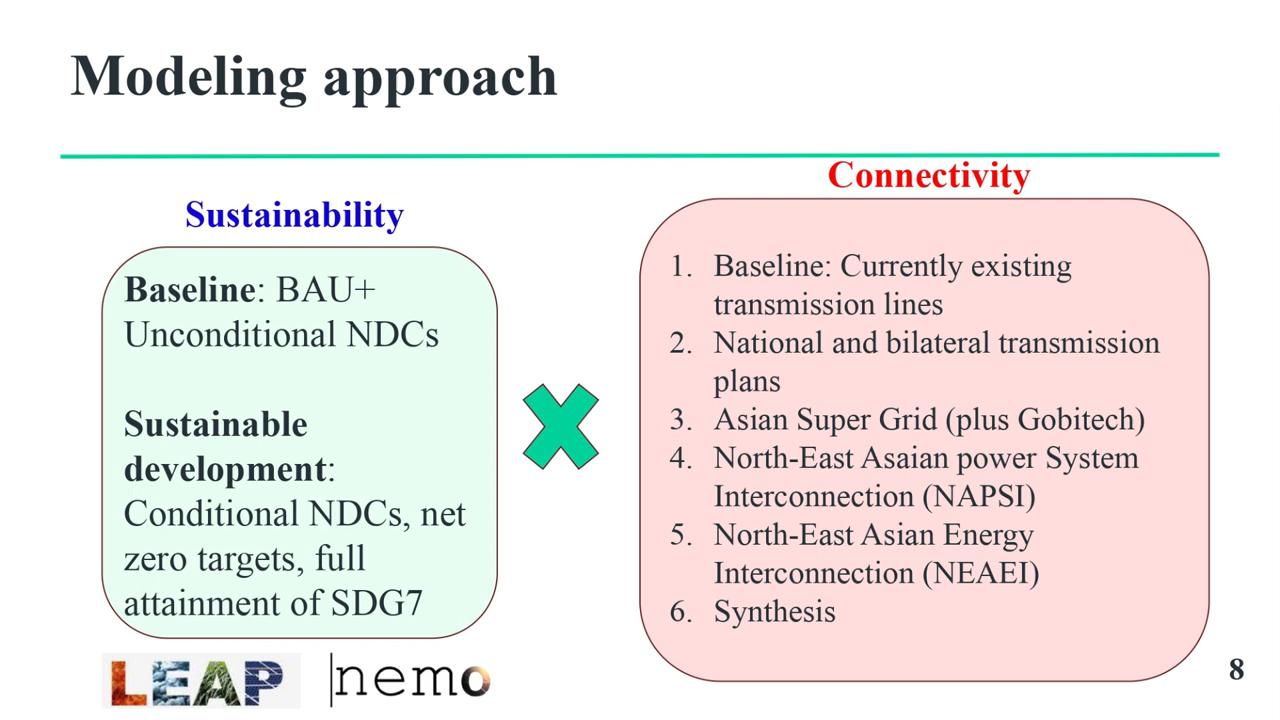 Modeling approach
Sustainability
Baseline: BAU+
Unconditional NDCs
Sustainable
development:
Conditional NDCs, net
zero targets, full
attainment of SDG7
Connectivity
1. Baseline: Currently existing
transmission lines
2. National and bilateral transmission
plans
3. Asian Super Grid (plus Gobitech)
4. North-East Asaian power System
Interconnection (NAPSI)
5. North-East Asian Energy
Interconnection (NEAEI)
6. Synthesis
LEAP
nemo
8